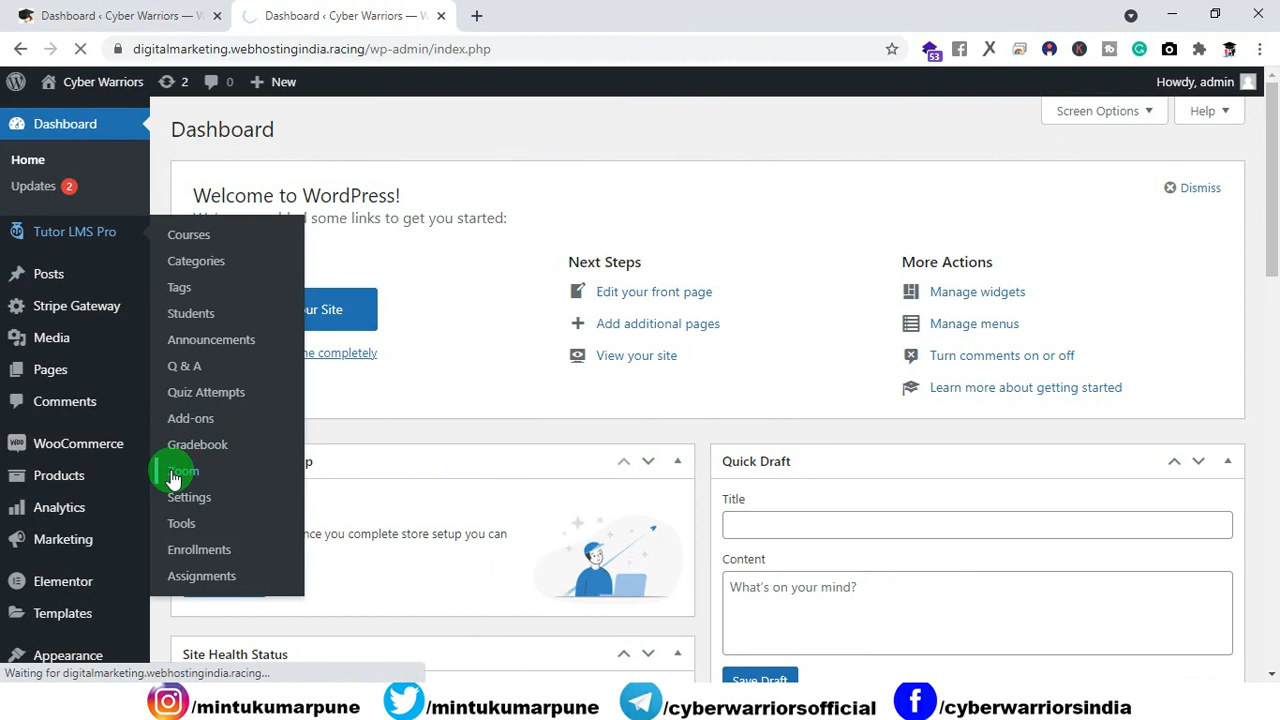 Dashboard ‹ Cyber Warriors — W
Dashboard ‹ Cyber Warriors — W
digitalmarketing.webhostingindia.racing/wp-admin/index.php
53
Cyber Warriors
2
0
New
Howdy, admin
Dashboard
Home
Updates 2
Tutor LMS Pro
Posts
Stripe Gateway
Media
Pages
Comments
WooCommerce
Products
Analytics
Marketing
Elementor
Templates
Appearance
Courses
Categories
Tags
Students
Announcements
Q & A
Quiz Attempts
Add-ons
Gradebook
Zoom
Settings
Tools
Enrollments
Assignments
Dashboard
Screen Options
Help
Welcome to WordPress!
some links to get you started:
Dismiss
Next Steps
More Actions
our Site
completely
Edit your front page
Add additional pages
View your site
Manage widgets
Manage menus
Turn comments on or off
Learn more about getting started
Quick Draft
Title
Content
What's on your mind?
Save Draft
once you complete store setup you can
Site Health Status
Waiting for digitalmarketing.webhostingindia.racing...
/mintukumarpune
/mintukumarpune
/cyberwarriorsofficial
/cyberwarriorsindia